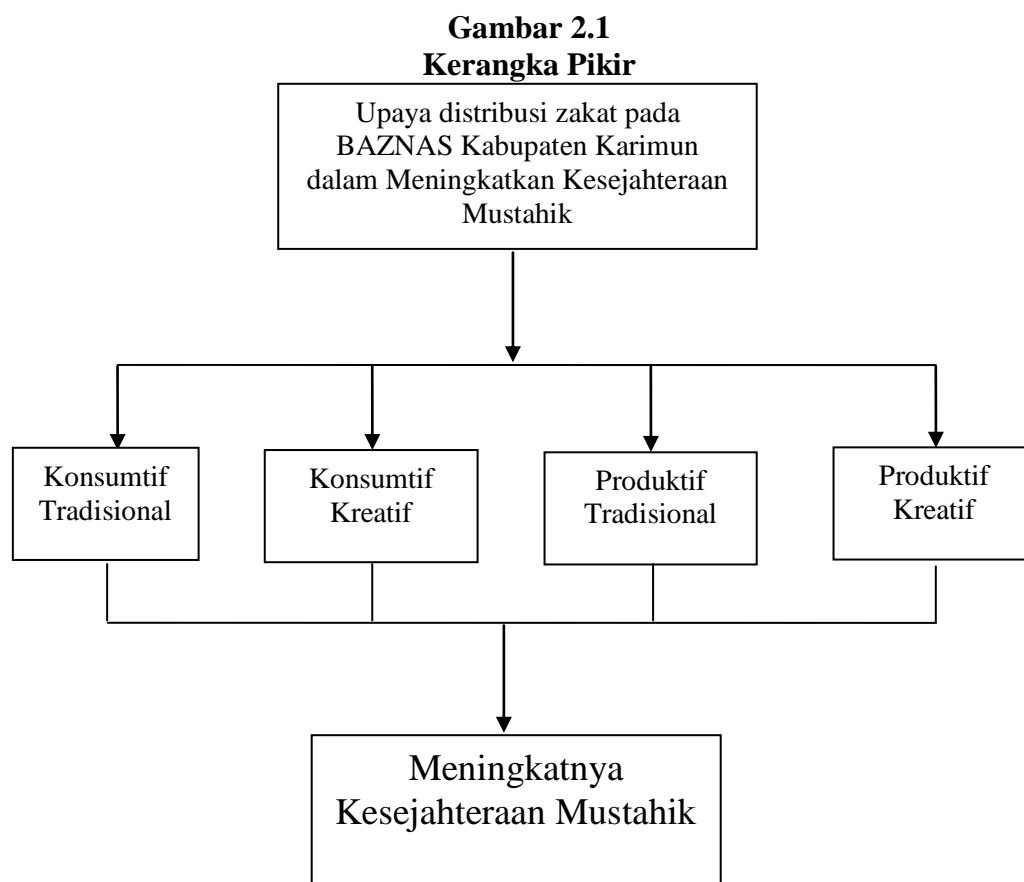 Gambar 2.1
Kerangka Pikir
Upaya distribusi zakat pada
BAZNAS Kabupaten Karimun
dalam Meningkatkan Kesejahteraan
Mustahik
Konsumtif
Tradisional
Konsumtif
Kreatif
Produktif
Tradisional
Produktif
Kreatif
Meningkatnya
Kesejahteraan Mustahik